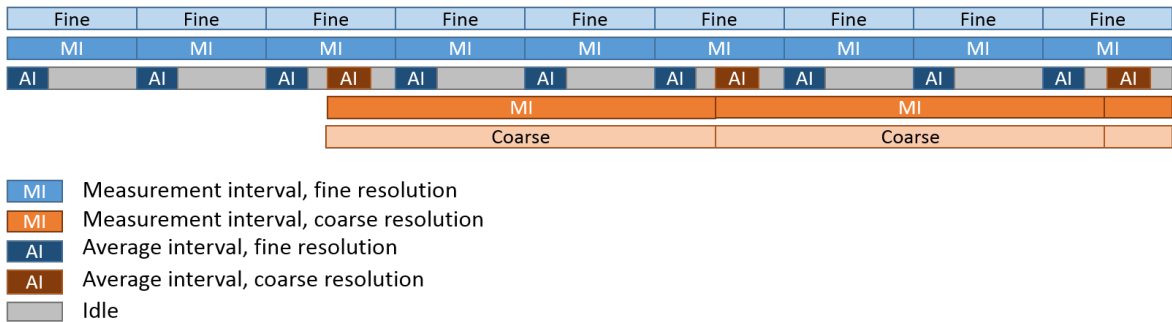 Fine Fine Fine Fine Fine Fine Fine Fine Fine
MI MI MI MI MI MI MI MI MI
AI AI AI AI AI AI AI AI AI AI AI AI
MI MI
Coarse Coarse
MI Measurement interval, fine resolution
MI Measurement interval, coarse resolution
AI Average interval, fine resolution
AI Average interval, coarse resolution
Idle